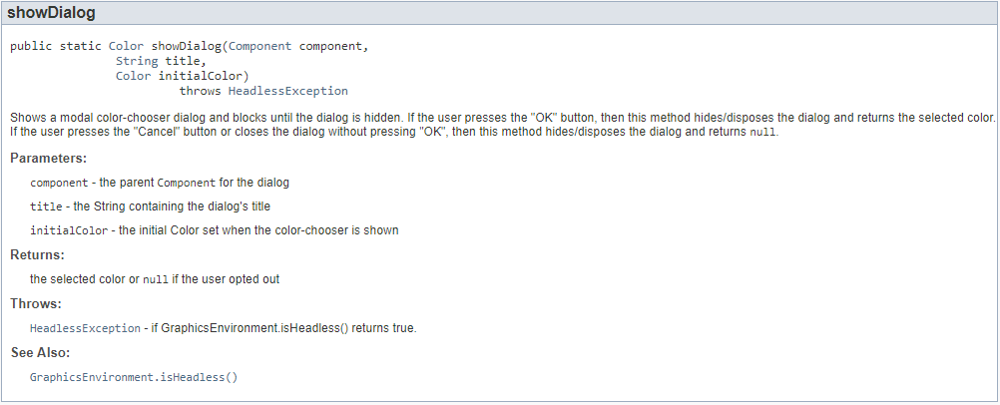 showDialog
public static Color showDialog(Component component,
String title,
Color initialColor)
throws HeadlessException
Shows a modal color-chooser dialog and blocks until the dialog is hidden. If the user presses the "OK" button, then this method hides/disposes the dialog and returns the selected color.
If the user presses the "Cancel" button or closes the dialog without pressing "OK", then this method hides/disposes the dialog and returns null.
Parameters:
component - the parent Component for the dialog
title - the String containing the dialog's title
initialColor - the initial Color set when the color-chooser is shown
Returns:
the selected color or null if the user opted out
Throws:
HeadlessException - if GraphicsEnvironment.isHeadless() returns true.
See Also:
GraphicsEnvironment.isHeadless()